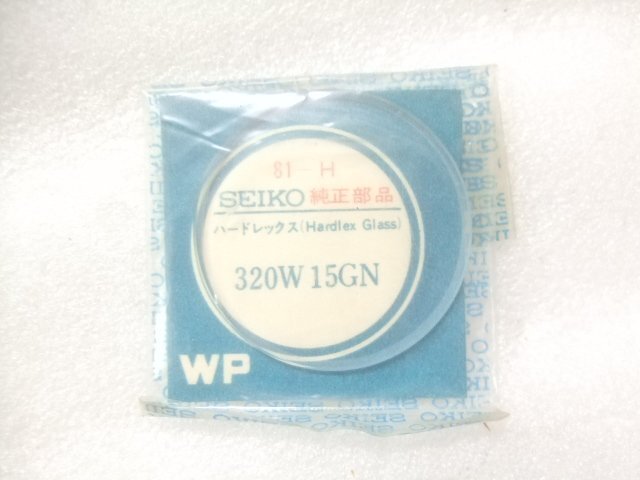 81-H
SEIKO 純正部品
ハードレックス(Hardlex Glass)
320W15GN
WP